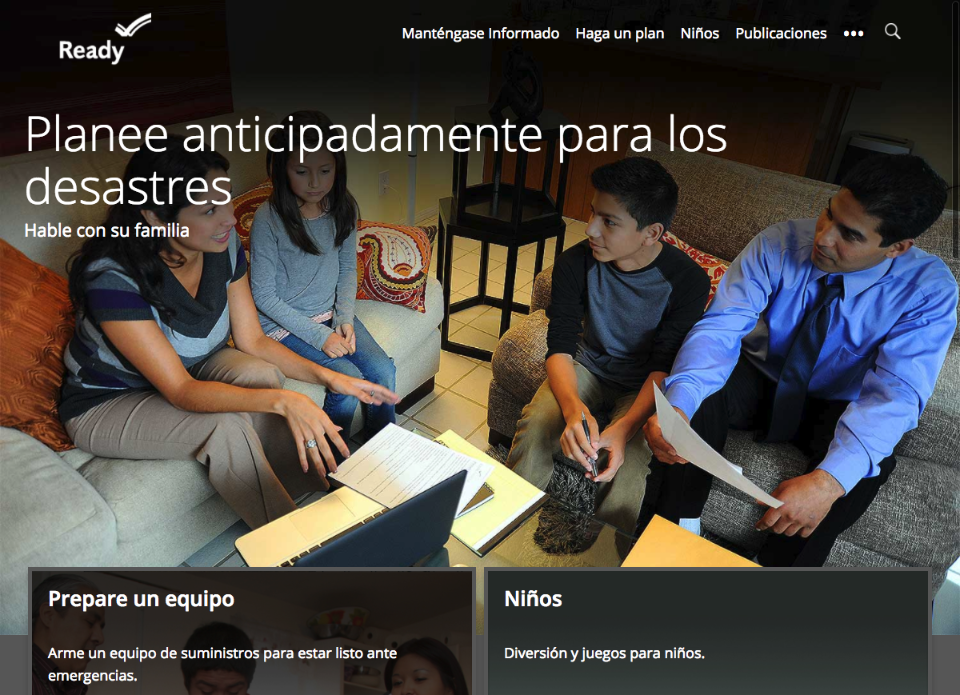 Ready
Manténgase Informado
Haga un plan
Niños
Publicaciones
Planee anticipadamente para los
desastres
Hable con su familia
Prepare un equipo
Arme un equipo de suministros para estar listo ante
emergencias.
Niños
Diversión y juegos para niños.